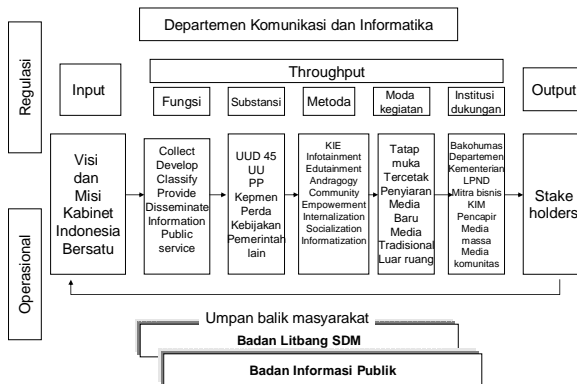 Departemen Komunikasi dan Informatika
Regulasi
Operasional
Throughput
Input
Fungsi
Substansi
Metoda
Moda
kegiatan
Institusi
dukungan
Output
Visi
dan
Misi
Kabinet
Indonesia
Bersatu
Collect
Develop
Classify
Provide
Disseminate
Information
Public
service
UUD 45
UU
PP
Kepmen
Perda
Kebijakan
Pemerintah
lain
KIE
Infotainment
Edutainment
Andragogy
Community
Empowerment
Internalization
Socialization
Informatization
Tatap
muka
Tercetak
Penyiaran
Media
Baru
Media
Tradisional
Luar ruang
Bakohumas
Departemen
Kementerian
LPND
Mitra bisnis
KIM
Pencapir
Media
massa
Media
komunitas
Stake
holders
Umpan balik masyarakat
Badan Litbang SDM
Badan Informasi Publik